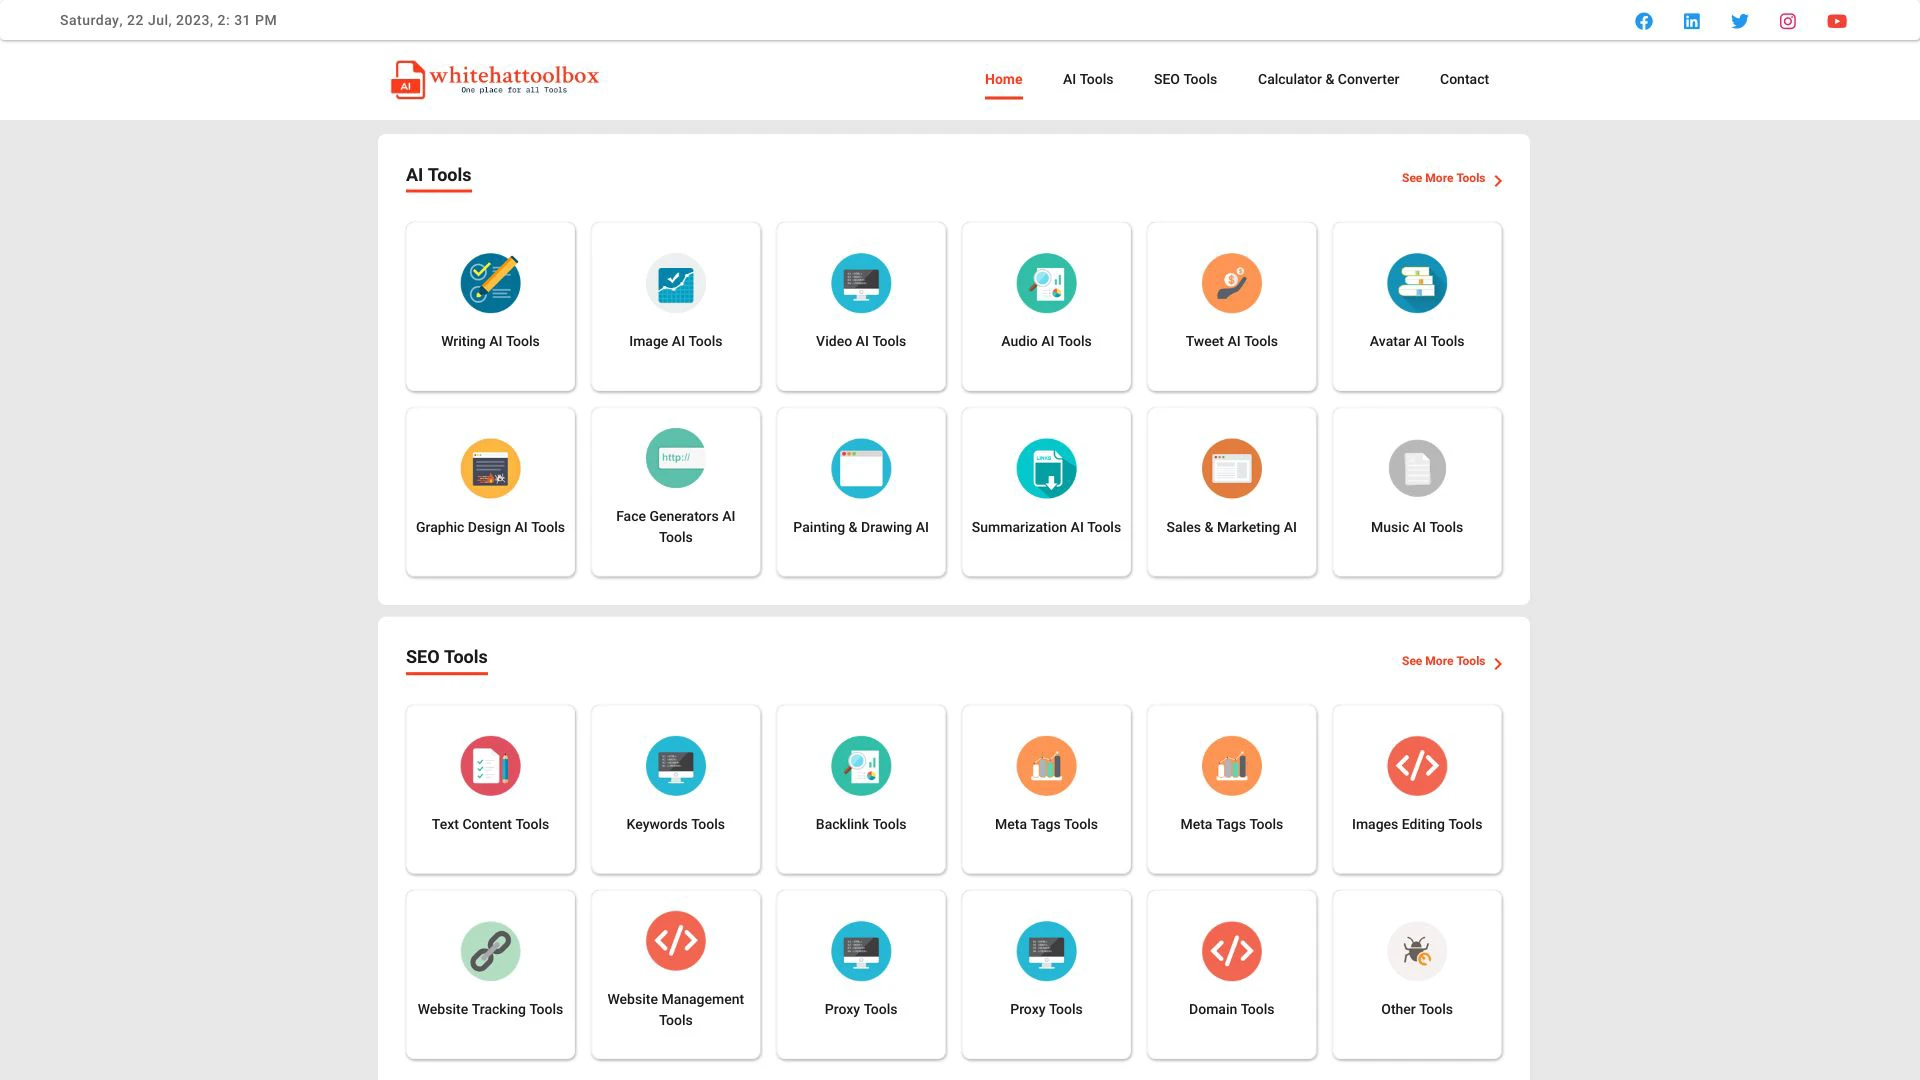 Saturday, 22 Jul, 2023, 2: 31 PM
AI
whitehattoolbox
One place for all Tools
Home
AI Tools
SEO Tools
Calculator & Converter
Contact
AI Tools
See More Tools
Writing AI Tools
Image AI Tools
Video AI Tools
Audio AI Tools
Tweet AI Tools
Avatar AI Tools
http://
LINKS
Graphic Design AI Tools
Face Generators AI
Tools
Painting & Drawing AI
Summarization AI Tools
Sales & Marketing AI
Music AI Tools
SEO Tools
See More Tools
Text Content Tools
Keywords Tools
Backlink Tools
Meta Tags Tools
Meta Tags Tools
Images Editing Tools
Website Tracking Tools
Website Management
Tools
Proxy Tools
Proxy Tools
Domain Tools
Other Tools